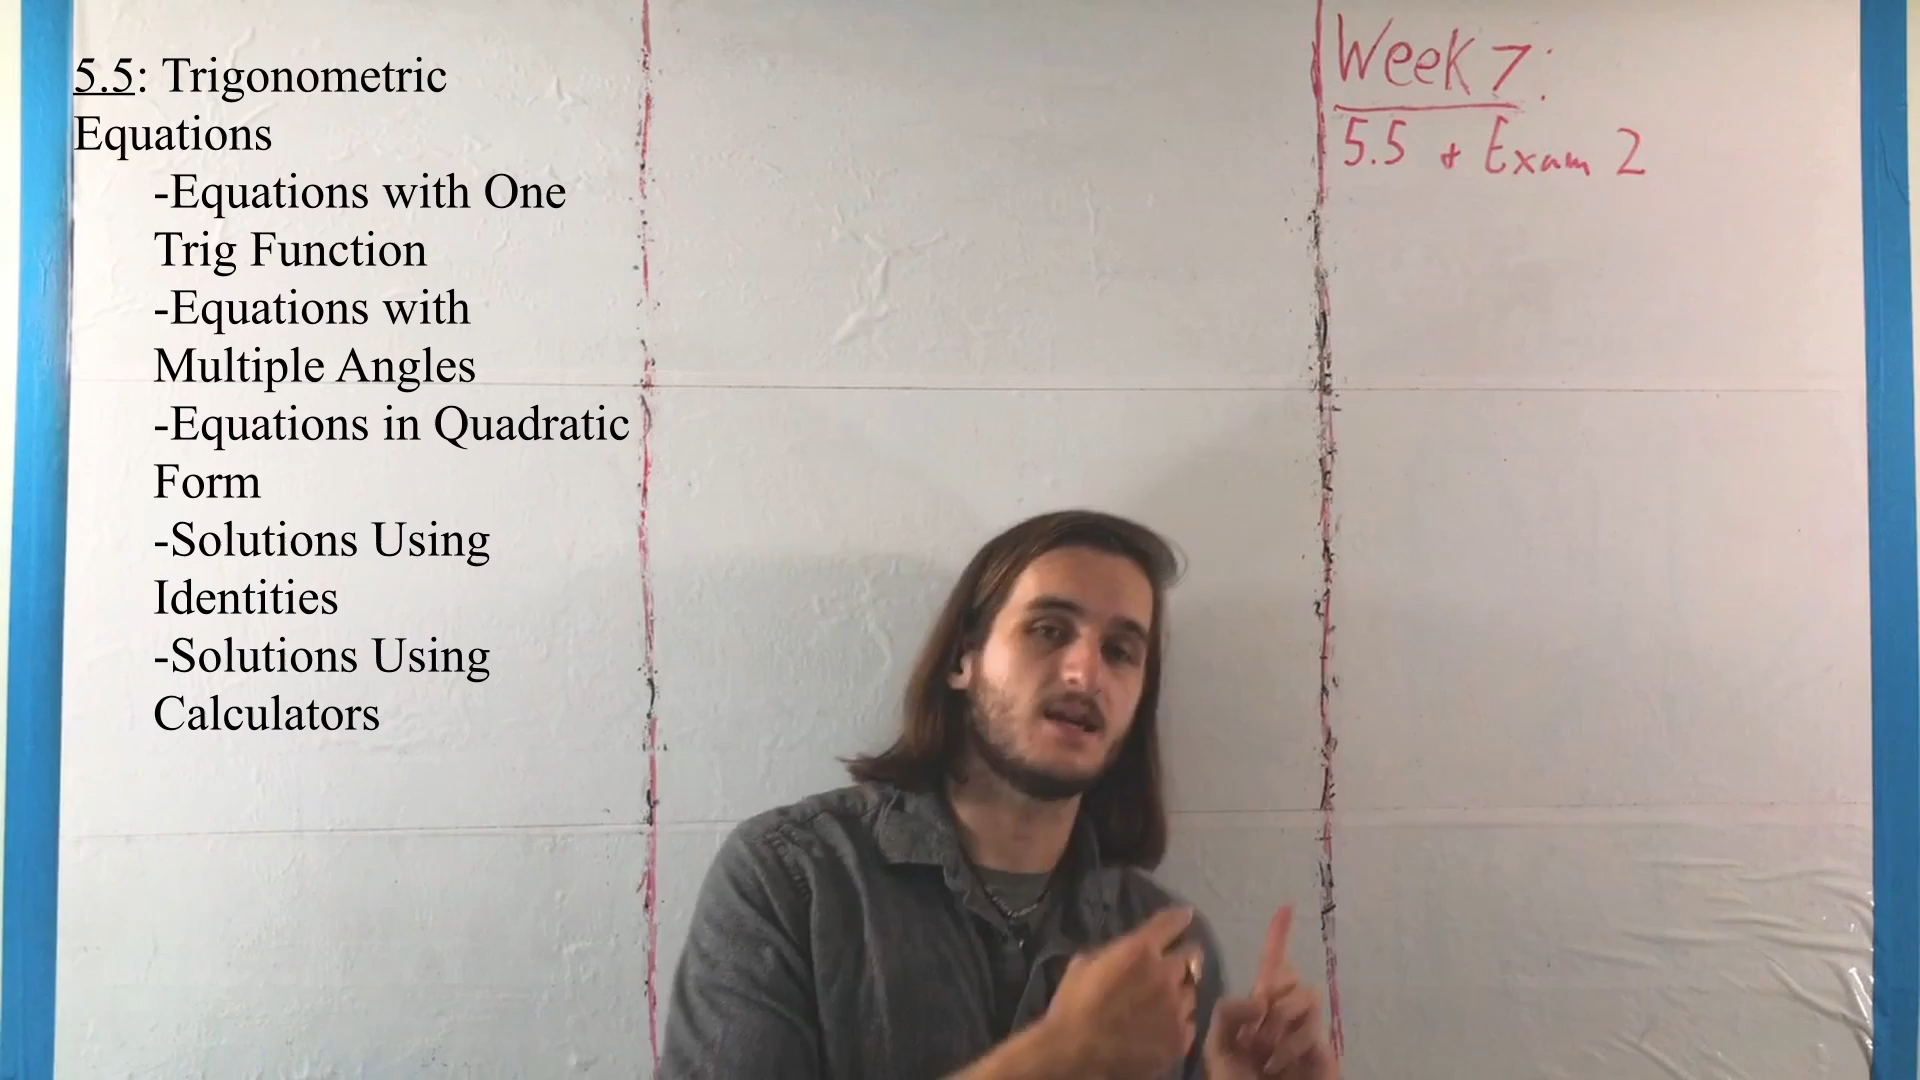 5.5: Trigonometric
Equations
-Equations with One
Trig Function
-Equations with
Multiple Angles
-Equations in Quadratic
Form
-Solutions Using
Identities
-Solutions Using
Calculators
Week 7:
5.5 + Exam 2